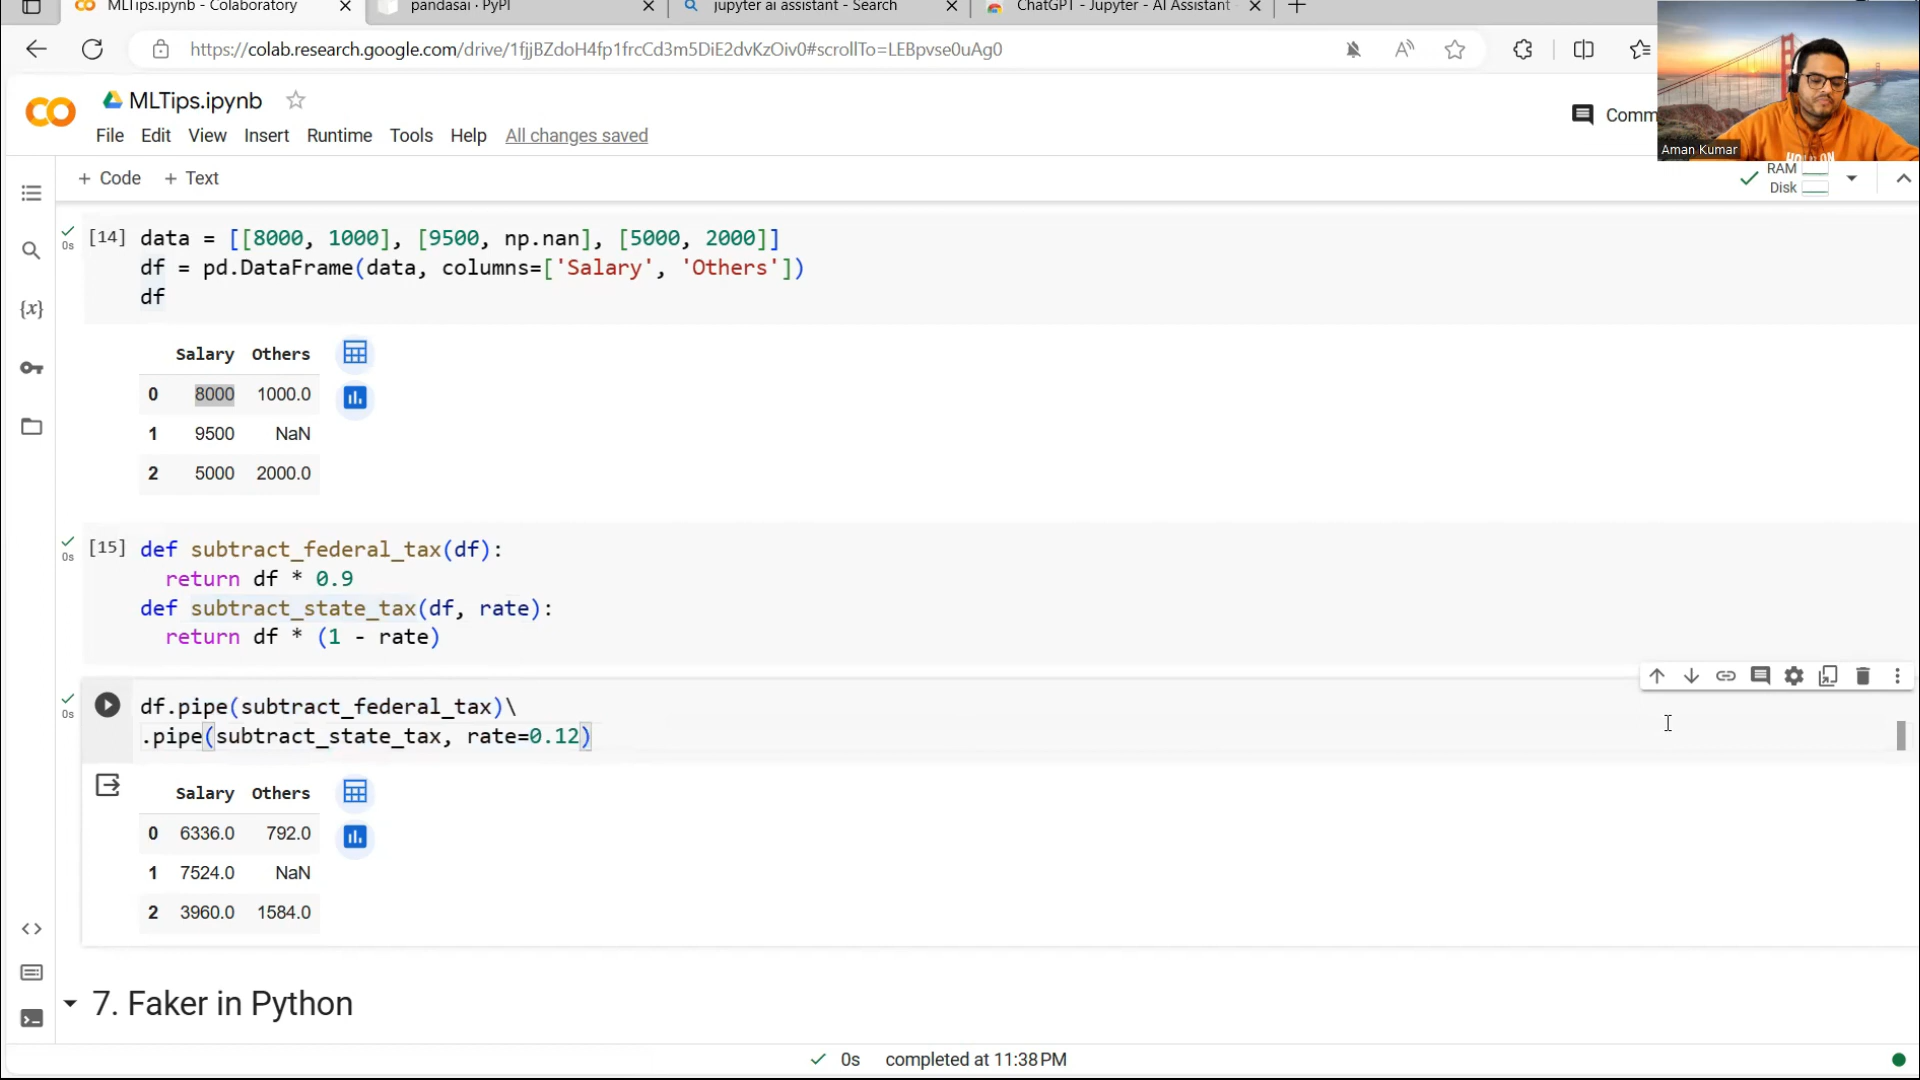 MLTips.ipynb - Colaboratory
pandasai · PyPI
jupyter ai assistant - Search
ChatGPT - Jupyter - AI Assistant
https://colab.research.google.com/drive/1fjjBZdoH4fp1frcCd3m5DiE2dvKzOiv0#scrollTo=LEBpvse0uAg0
MLTips.ipynb
File Edit View Insert Runtime Tools Help All changes saved
Comm
Aman Kumar
+ Code + Text
RAM
Disk
[14] data = [[8000, 1000], [9500, np.nan], [5000, 2000]]
0s
df = pd.DataFrame(data, columns=['Salary', 'Others'])
df
Salary Others
0 8000 1000.0
1 9500 NaN
2 5000 2000.0
[15] def subtract_federal_tax(df):
0s
return df * 0.9
def subtract_state_tax(df, rate):
return df * (1 - rate)
df.pipe(subtract_federal_tax)\
0s
.pipe(subtract_state_tax, rate=0.12)
Salary Others
0 6336.0 792.0
1 7524.0 NaN
2 3960.0 1584.0
7. Faker in Python
0s completed at 11:38 PM